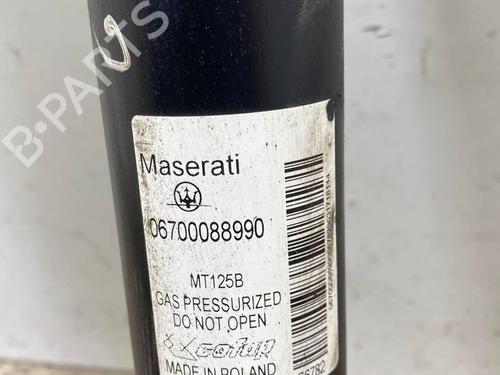 B-PARTS
Maserati
06700088990
MT125B
GAS PRESSURIZED
DO NOT OPEN
MADE IN POLAND